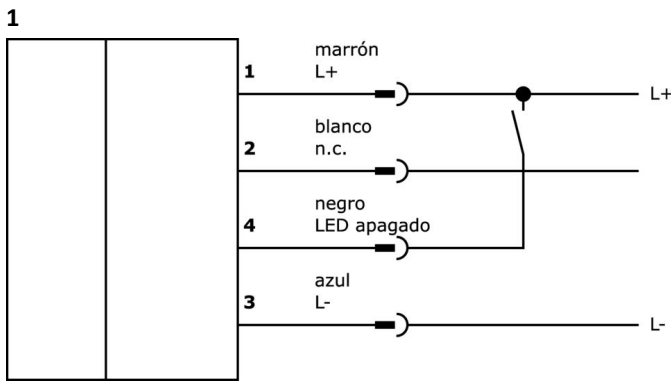 1
marrón
1 L+ L+
blanco
2 n.c.
negro
4 LED apagado
azul
3 L- L-